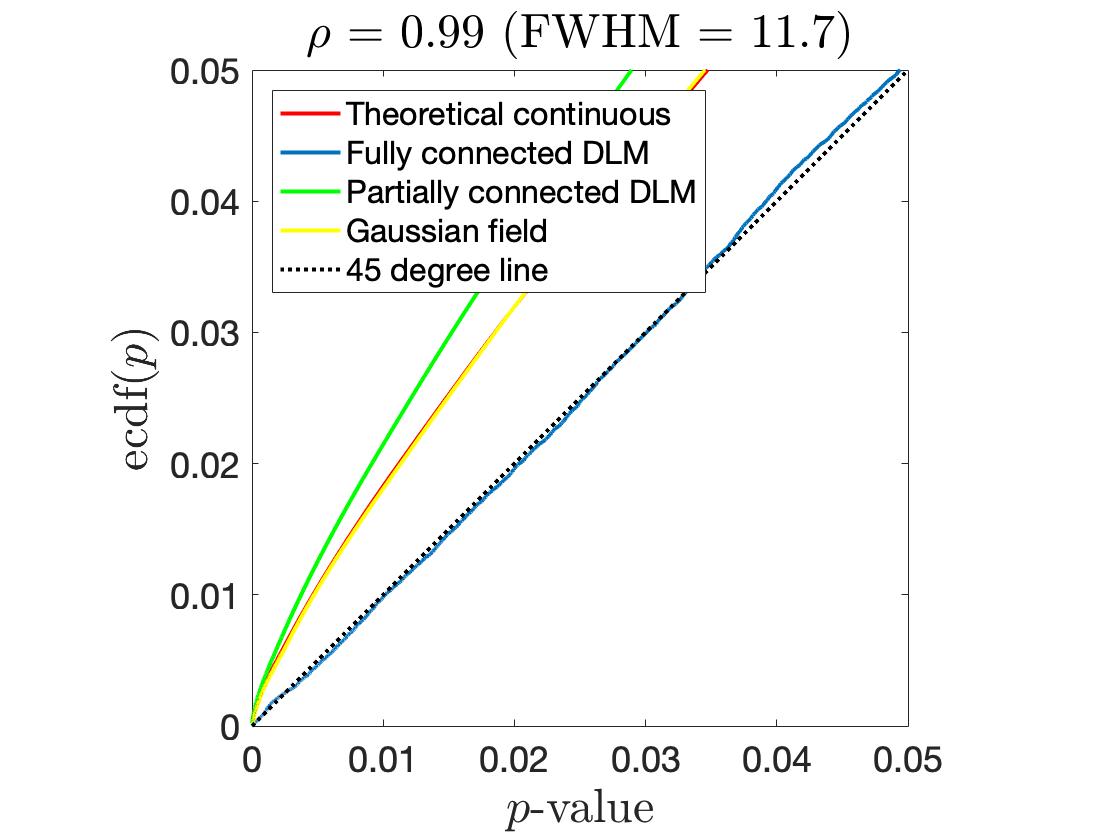 ρ = 0.99 (FWHM = 11.7)
0.05
Theoretical continuous
Fully connected DLM
0.04
Partially connected DLM
Gaussian field
45 degree line
0.03
ecdf(p)
0.02
0.01
0
0 0.01 0.02 0.03 0.04 0.05
p-value